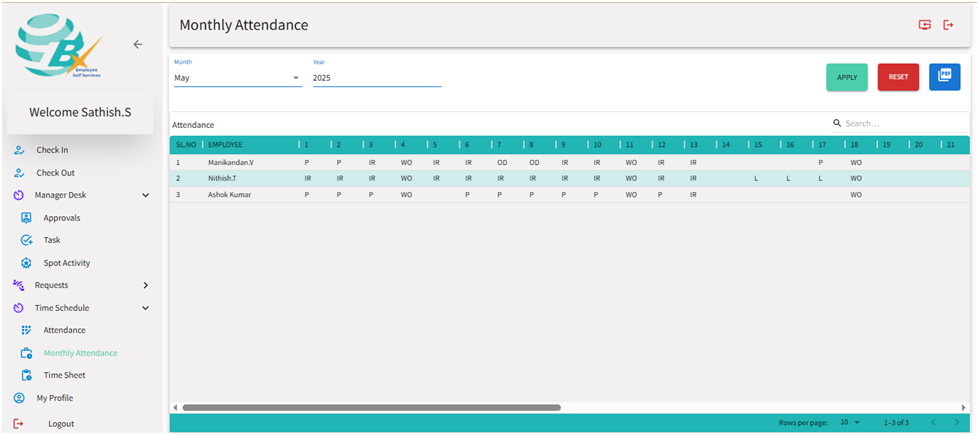 Monthly Attendance
BX
Employee
Self Services
Welcome Sathish.S
Check In
Check Out
Manager Desk
Approvals
Task
Spot Activity
Requests
Time Schedule
Attendance
Monthly Attendance
Time Sheet
My Profile
Logout
Month Year
May 2025
APPLY RESET PDF
Attendance Search...
SL.NO EMPLOYEE 1 2 3 4 5 6 7 8 9 10 11 12 13 14 15 16 17 18 19 20 21
1 Manikandan.V P P IR WO IR IR OD OD IR IR WO IR IR P WO
2 Nithish.T IR IR IR WO IR IR IR IR IR IR WO IR IR L L L WO
3 Ashok Kumar P P P WO P P P P P WO P IR WO
Rows per page: 10 1–3 of 3